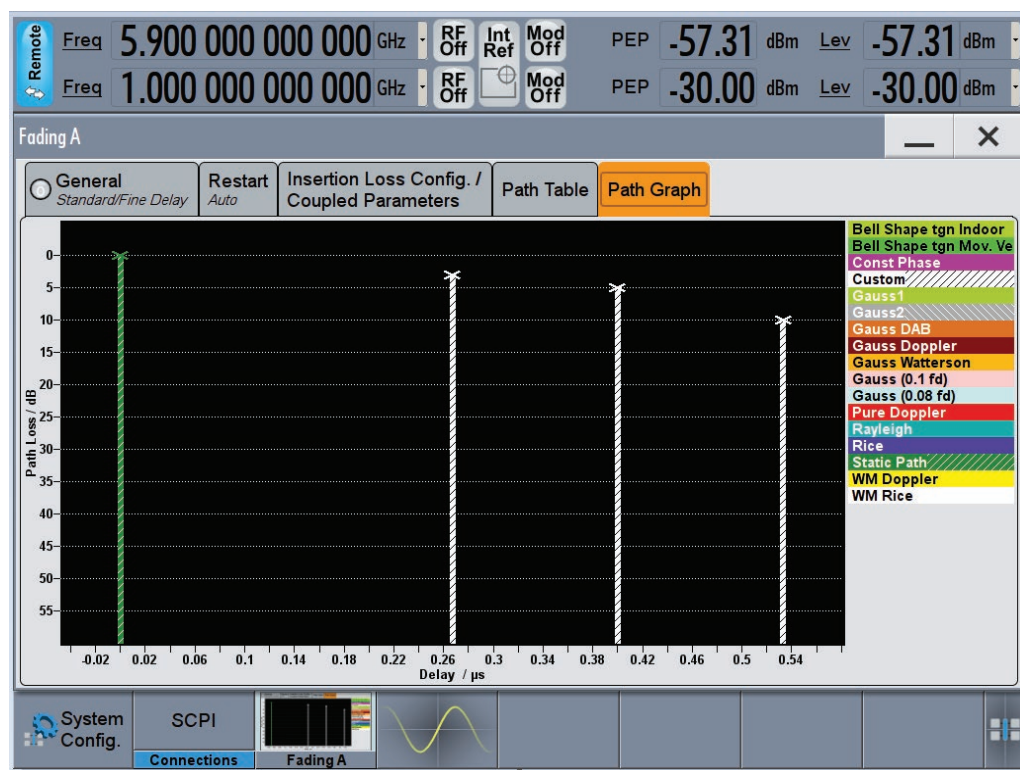 Remote
Freq 5.900 000 000 000 GHz RF Off Int Ref Mod Off PEP -57.31 dBm Lev -57.31 dBm
Freq 1.000 000 000 000 GHz RF Off Mod Off PEP -30.00 dBm Lev -30.00 dBm
Fading A
General
Standard/Fine Delay
Restart
Auto
Insertion Loss Config. /
Coupled Parameters
Path Table
Path Graph
Path Loss / dB
0
5
10
15
20
25
30
35
40
45
50
55
-0.02 0.02 0.06 0.1 0.14 0.18 0.22 0.26 0.3 0.34 0.38 0.42 0.46 0.5 0.54
Delay / µs
Bell Shape tgn Indoor
Bell Shape tgn Mov. Ve
Const Phase
Custom
Gauss1
Gauss2
Gauss DAB
Gauss Doppler
Gauss Watterson
Gauss (0.1 fd)
Gauss (0.08 fd)
Pure Doppler
Rayleigh
Rice
Static Path
WM Doppler
WM Rice
System
Config.
SCPI
Connections
Fading A